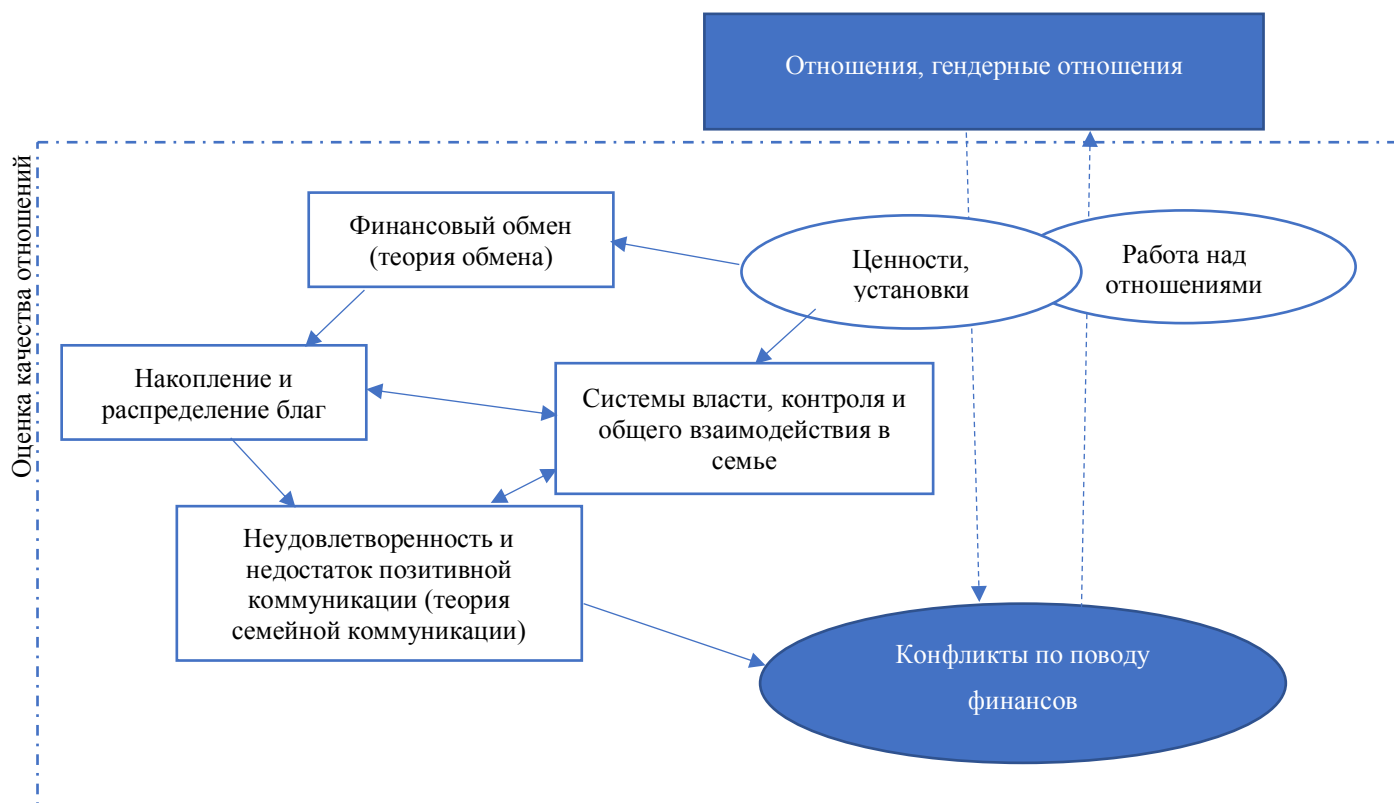 Отношения, гендерные отношения
Оценка качества отношений
Финансовый обмен
(теория обмена)
Ценности,
установки
Работа над
отношениями
Накопление и
распределение благ
Системы власти, контроля и
общего взаимодействия в
семье
Неудовлетворенность и
недостаток позитивной
коммуникации (теория
семейной коммуникации)
Конфликты по поводу
финансов